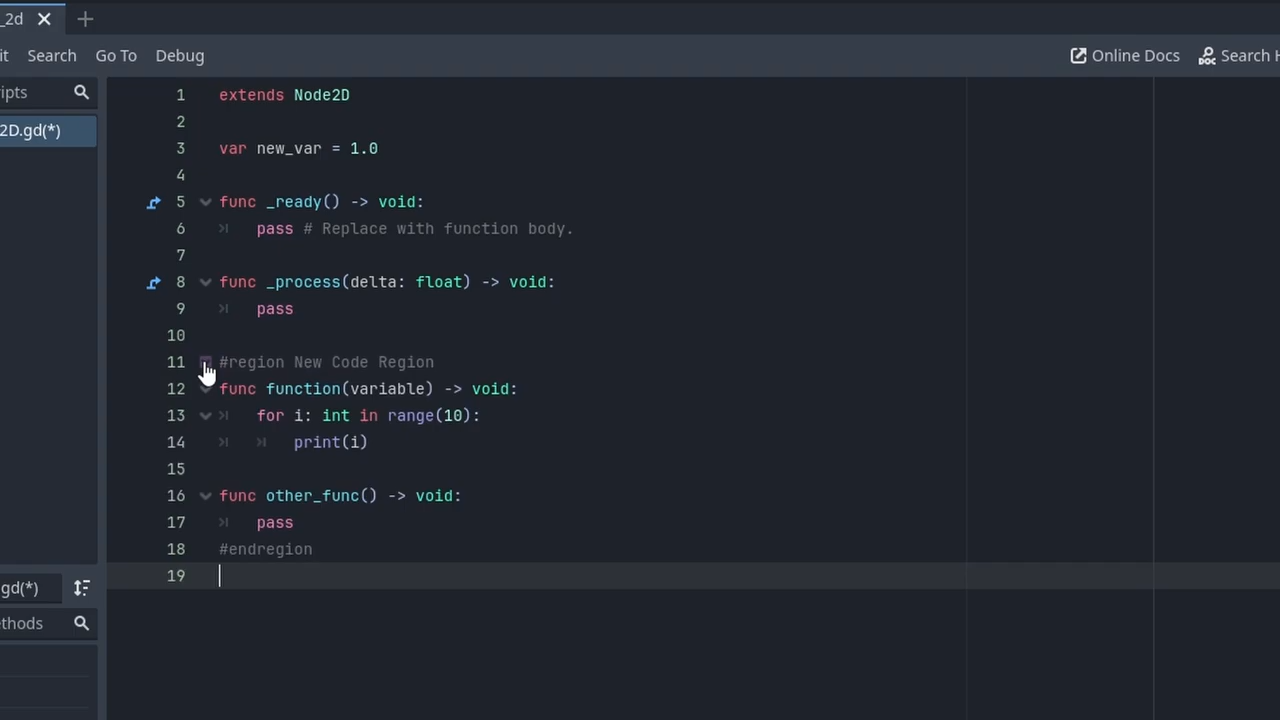 _2d
it Search Go To Debug Online Docs Search H
ipts
2D.gd(*)
gd(*)
ethods
1 extends Node2D
2
3 var new_var = 1.0
4
5 func _ready() -> void:
6 pass # Replace with function body.
7
8 func _process(delta: float) -> void:
9 pass
10
11 #region New Code Region
12 func function(variable) -> void:
13 for i: int in range(10):
14 print(i)
15
16 func other_func() -> void:
17 pass
18 #endregion
19